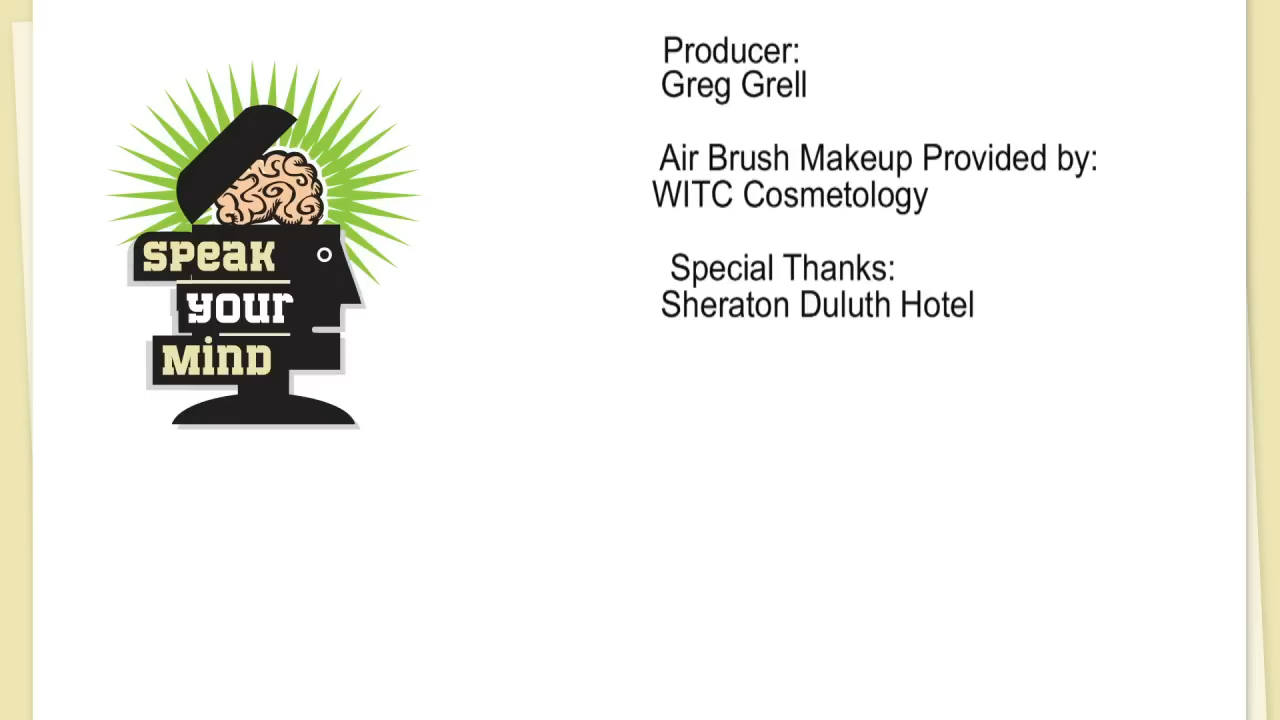 speak
your
Mind
Producer:
Greg Grell
Air Brush Makeup Provided by:
WITC Cosmetology
Special Thanks:
Sheraton Duluth Hotel